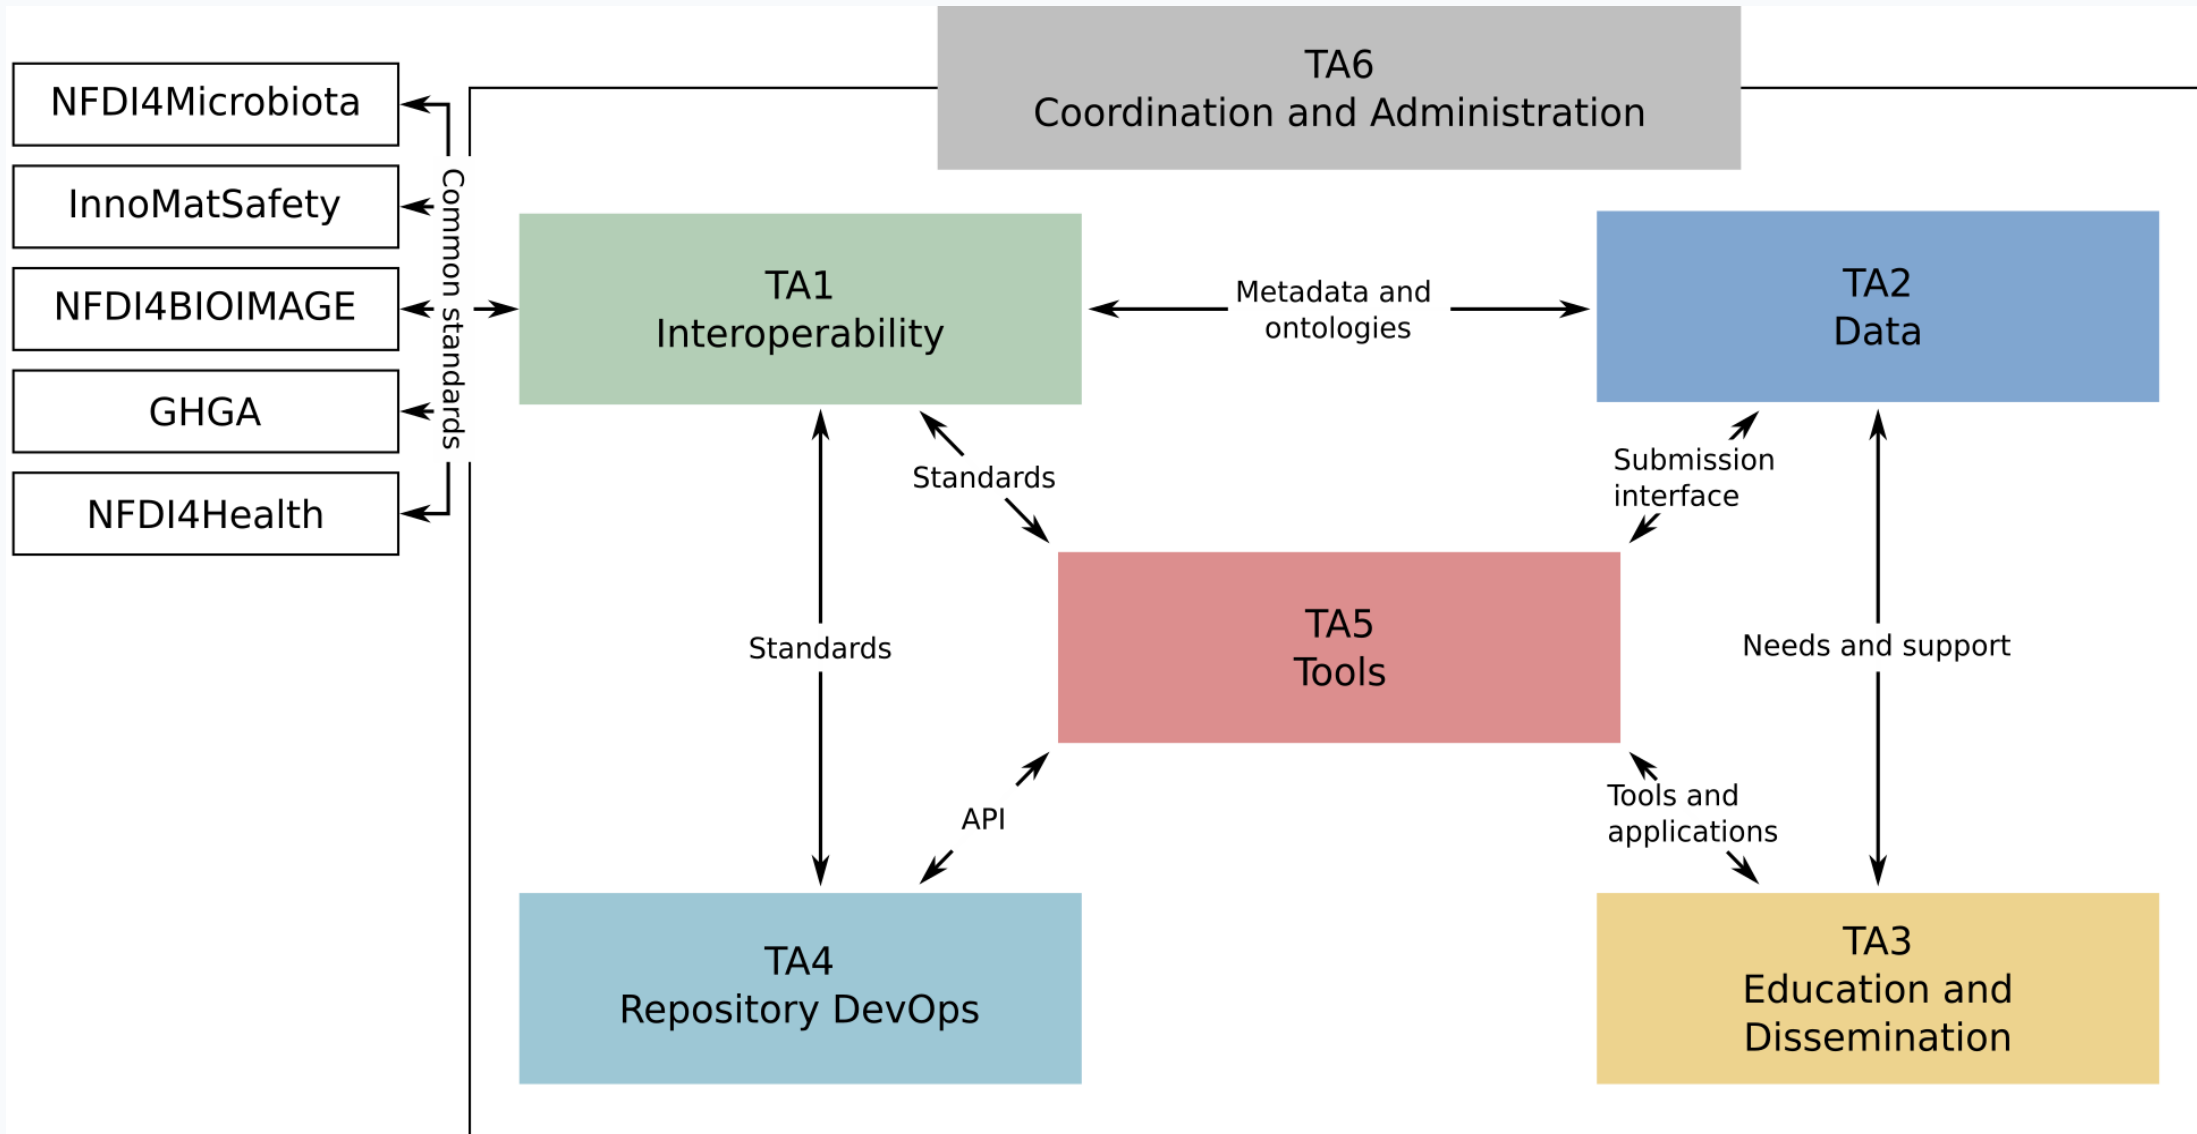 TA6
Coordination and Administration
NFDI4Microbiota
InnoMatSafety
NFDI4BIOIMAGE
GHGA
NFDI4Health
Common standards
TA1
Interoperability
Metadata and
ontologies
TA2
Data
Standards
Submission
interface
Standards
TA5
Tools
Needs and support
API
Tools and
applications
TA4
Repository DevOps
TA3
Education and
Dissemination